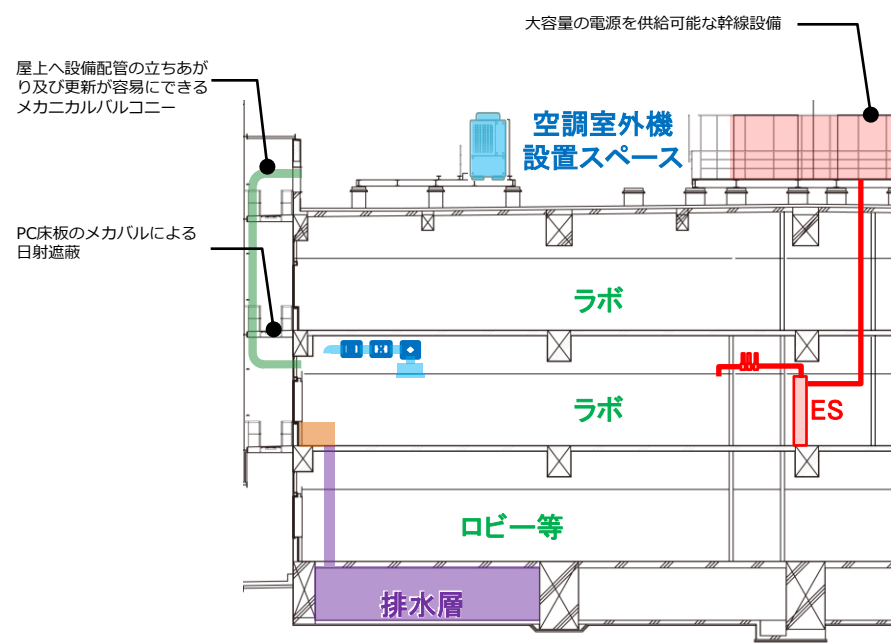 大容量の電源を供給可能な幹線設備
屋上へ設備配管の立ちあが
り及び更新が容易にできる
メカニカルバルコニー
空調室外機
設置スペース
PC床板のメカバルによる
日射遮蔽
ラボ
ラボ
ES
ロビー等
排水層